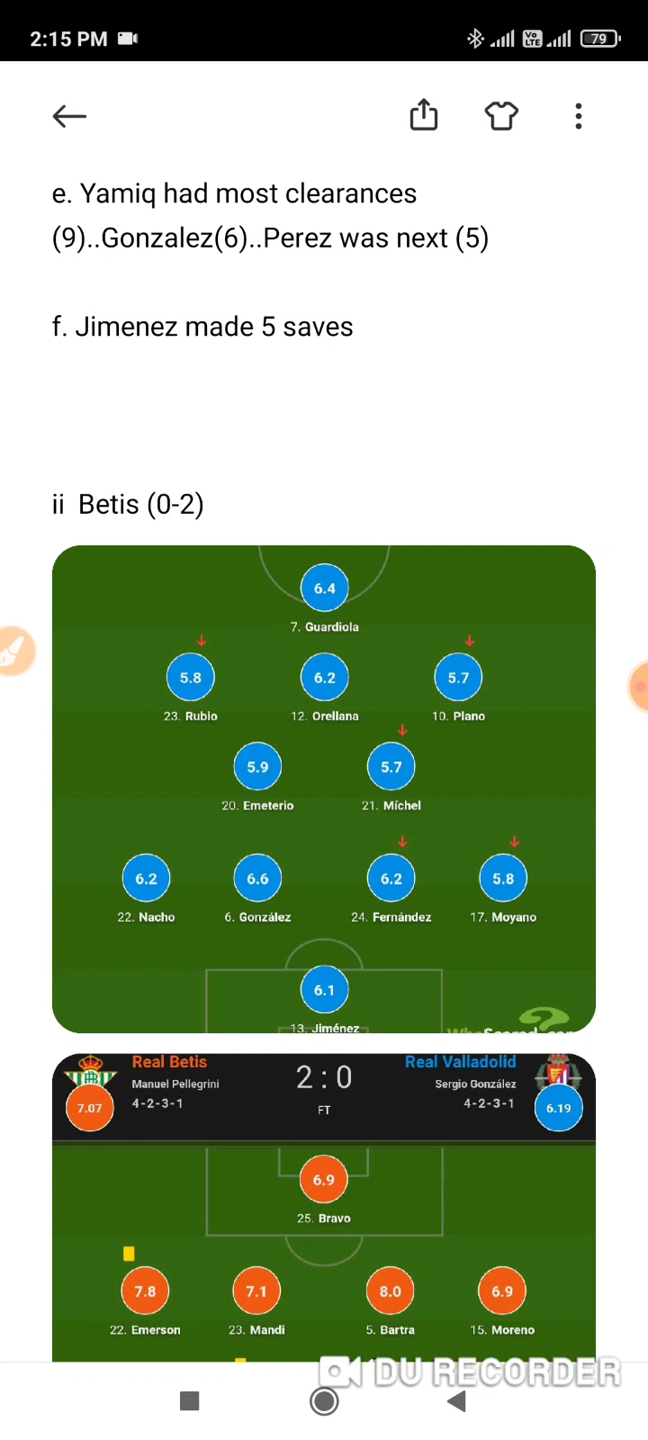 2:15 PM
Vo LTE
79
e. Yamiq had most clearances
(9)..Gonzalez(6)..Perez was next (5)
f. Jimenez made 5 saves
ii Betis (0-2)
6.4
7. Guardiola
5.8 6.2 5.7
23. Rubio 12. Orellana 10. Plano
5.9 5.7
20. Emeterio 21. Míchel
6.2 6.6 6.2 5.8
22. Nacho 6. González 24. Fernández 17. Moyano
6.1
13. Jiménez
WhoScored.com
Real Betis 2 : 0 Real Valladolid
Manuel Pellegrini Sergio González
7.07 4-2-3-1 FT 4-2-3-1 6.19
6.9
25. Bravo
7.8 7.1 8.0 6.9
22. Emerson 23. Mandi 5. Bartra 15. Moreno
DU RECORDER